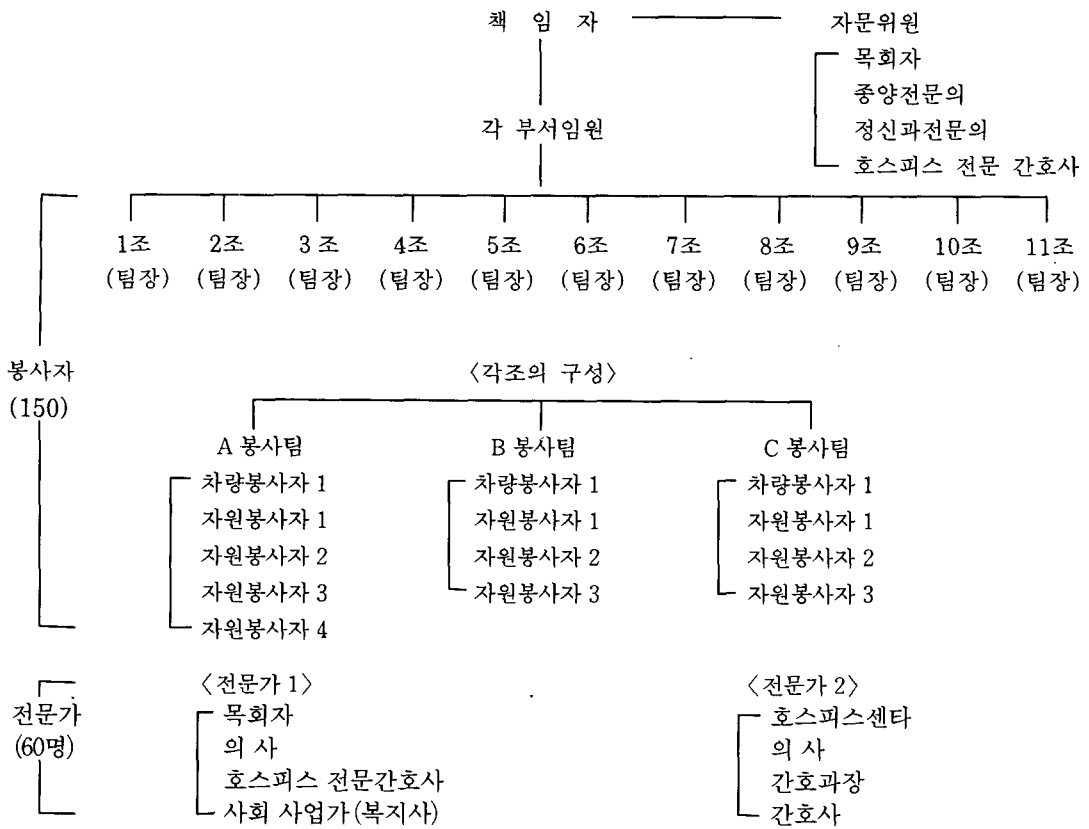 책 임 자 자문위원
목회자
종양전문의
각 부서임원
정신과전문의
호스피스 전문 간호사
1조 2조 3조 4조 5조 6조 7조 8조 9조 10조 11조
(팀장) (팀장) (팀장) (팀장) (팀장) (팀장) (팀장) (팀장) (팀장) (팀장) (팀장)
봉사자
(150)
〈각조의 구성〉
A 봉사팀 B 봉사팀 C 봉사팀
차량봉사자 1 차량봉사자 1 차량봉사자 1
자원봉사자 1 자원봉사자 1 자원봉사자 1
자원봉사자 2 자원봉사자 2 자원봉사자 2
자원봉사자 3 자원봉사자 3 자원봉사자 3
자원봉사자 4
전문가
(60명)
〈전문가 1〉 〈전문가 2〉
목회자 호스피스센타
의 사 의 사
호스피스 전문간호사 간호과장
사회 사업가(복지사) 간호사